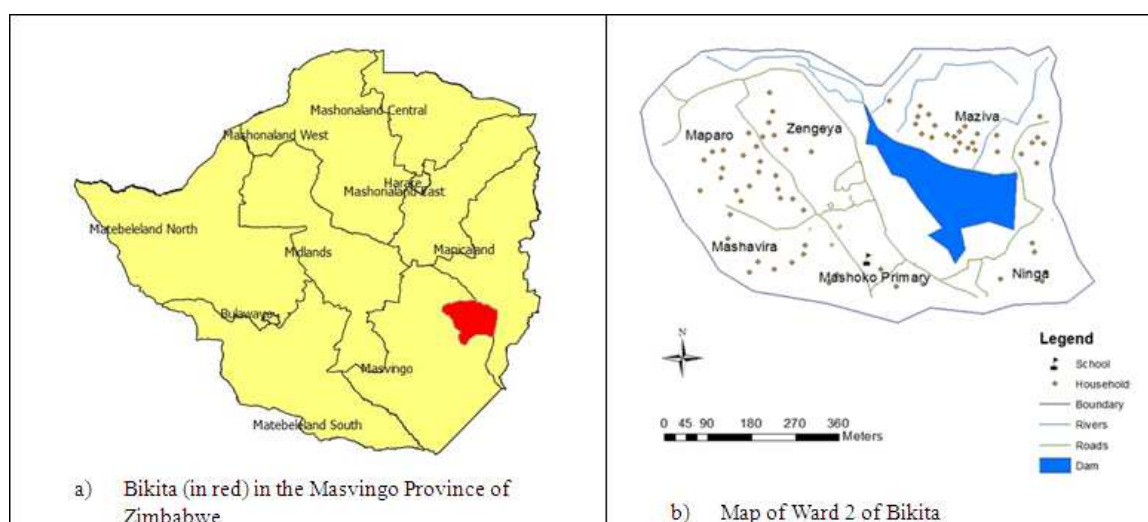 Mashonaland Central
Mashonaland West
Harare
Mashonaland East
Matebeleland North
Manicaland
Midlands
Bulawayo
Masvingo
Matebeleland South
a) Bikita (in red) in the Masvingo Province of
Zimbabwe
Maziva
Zengeya
Maparo
Mashavira
Mashoko Primary
Ninga
N
Legend
School
Household
Boundary
Rivers
Roads
Dam
0 45 90 180 270 360
Meters
b) Map of Ward 2 of Bikita